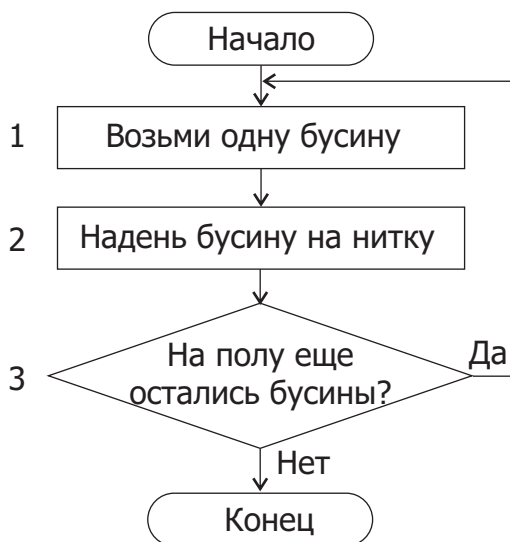 Начало
1
Возьми одну бусину
2
Надень бусину на нитку
3
На полу еще
остались бусины?
Да
Нет
Конец